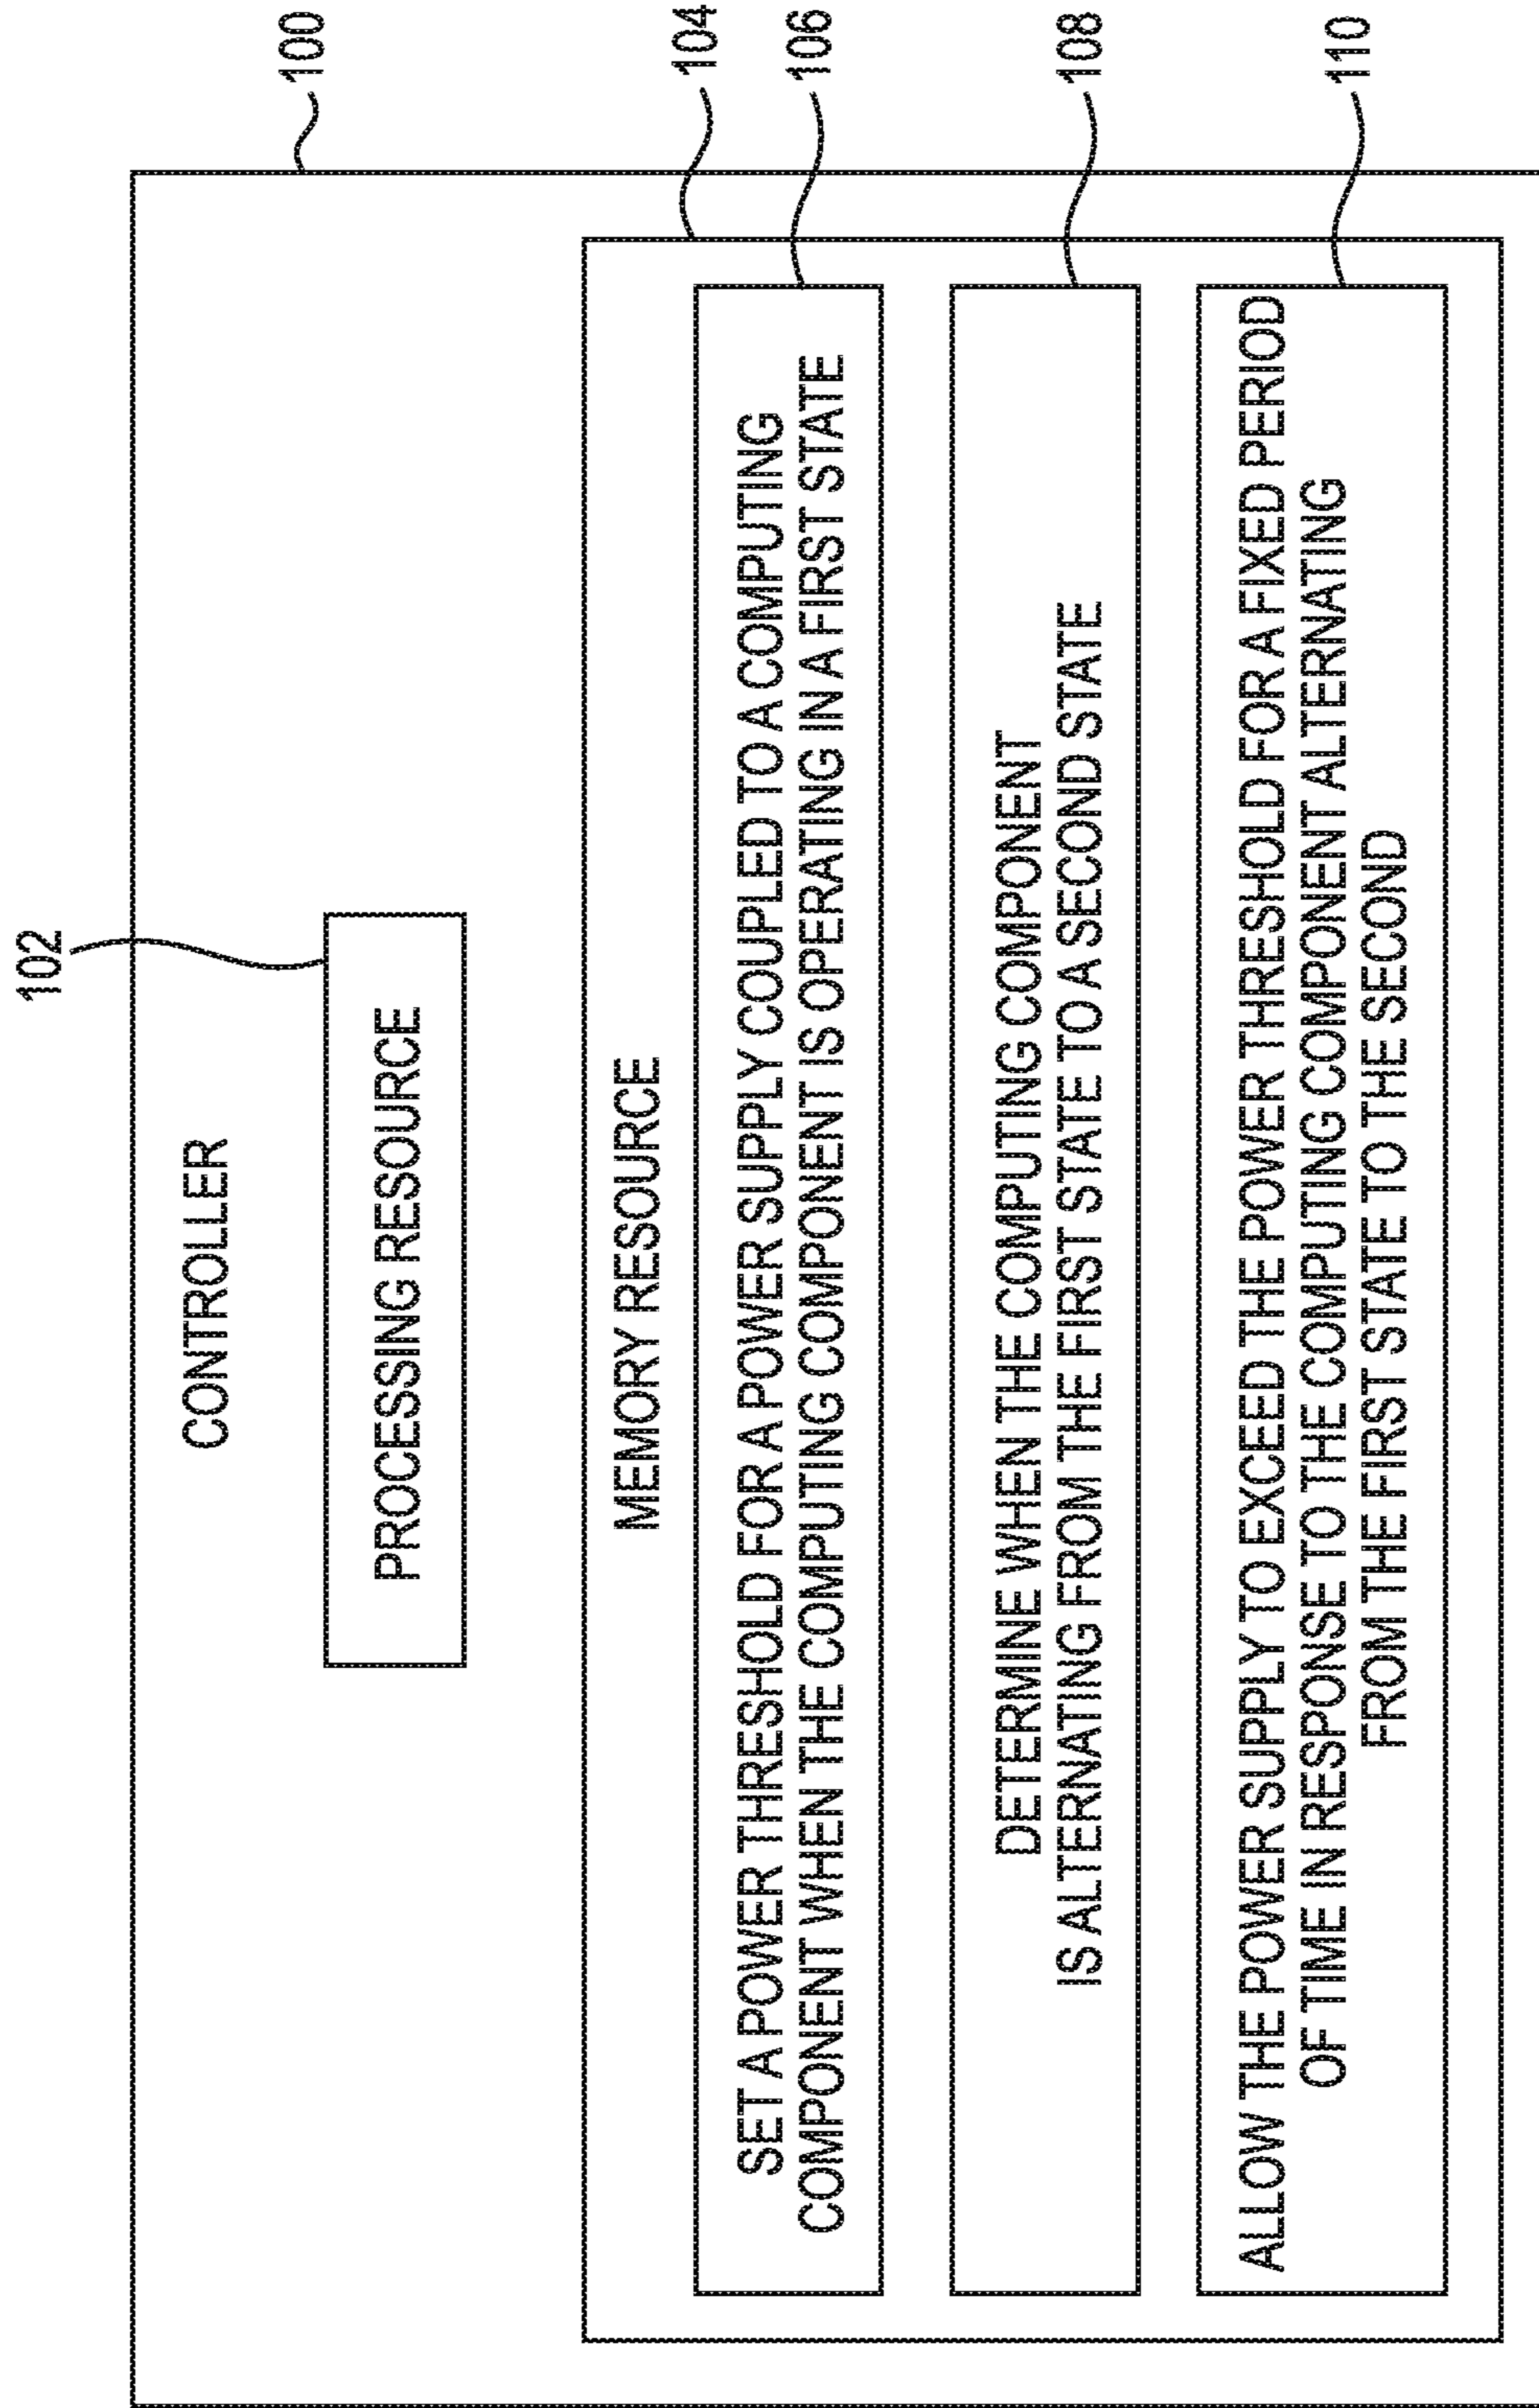 102
CONTROLLER
100
PROCESSING RESOURCE
MEMORY RESOURCE
104
SET A POWER THRESHOLD FOR A POWER SUPPLY COUPLED TO A COMPUTING
COMPONENT WHEN THE COMPUTING COMPONENT IS OPERATING IN A FIRST STATE
106
DETERMINE WHEN THE COMPUTING COMPONENT
IS ALTERNATING FROM THE FIRST STATE TO A SECOND STATE
108
ALLOW THE POWER SUPPLY TO EXCEED THE POWER THRESHOLD FOR A FIXED PERIOD
OF TIME IN RESPONSE TO THE COMPUTING COMPONENT ALTERNATING
FROM THE FIRST STATE TO THE SECOND
110